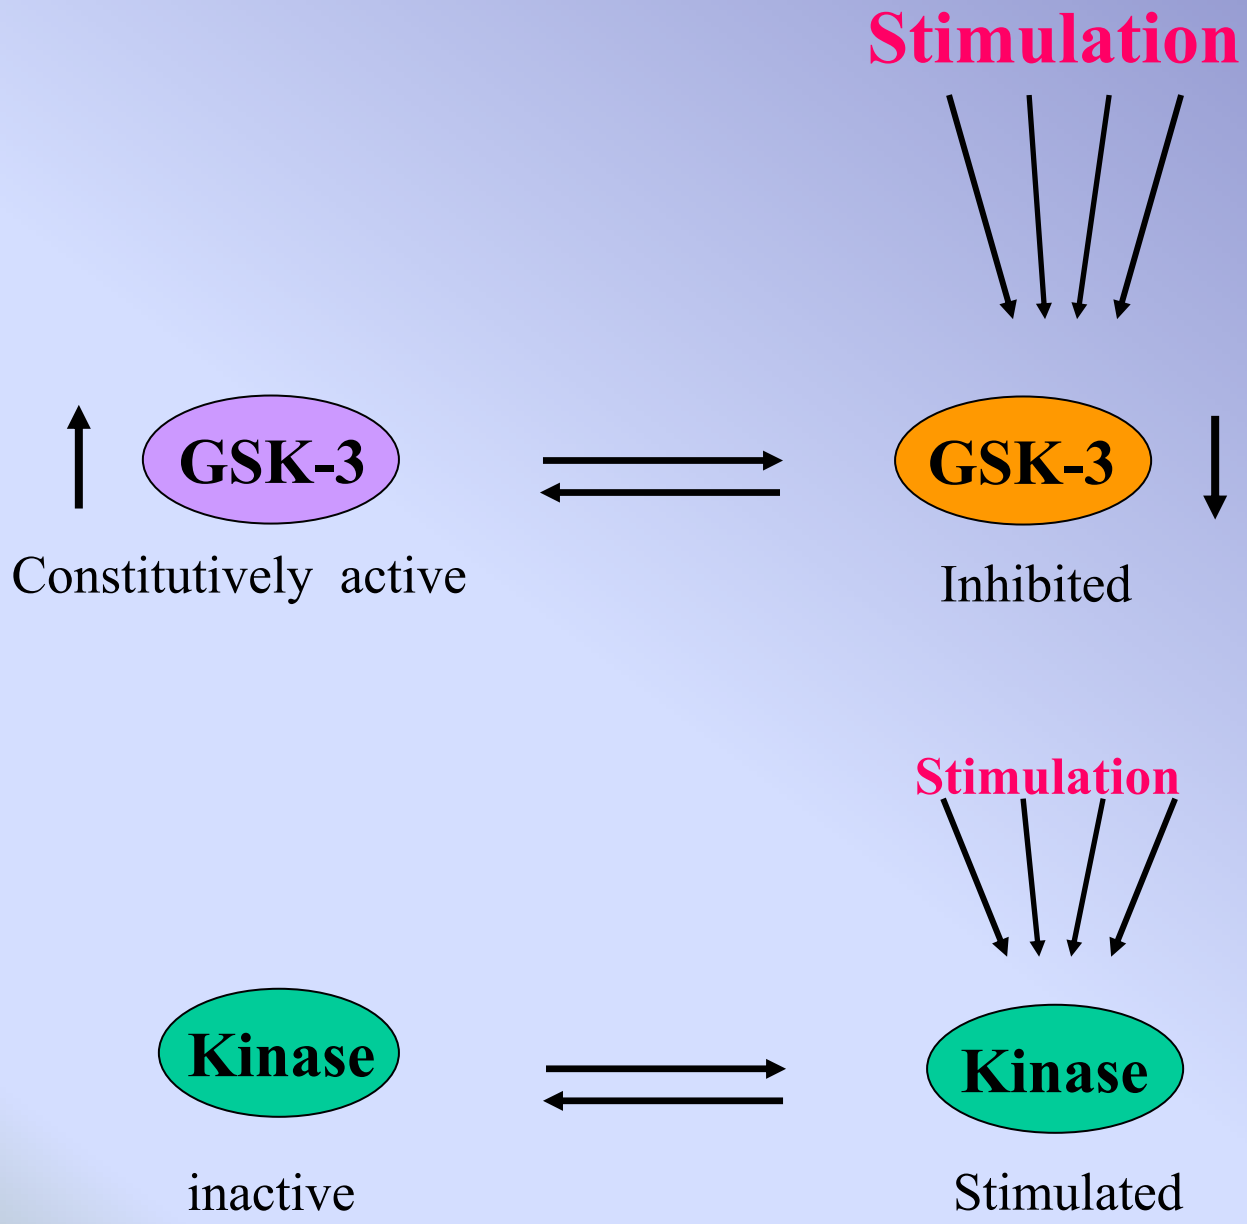 Stimulation
GSK-3
GSK-3
Constitutively active
Inhibited
Stimulation
Kinase
Kinase
inactive
Stimulated